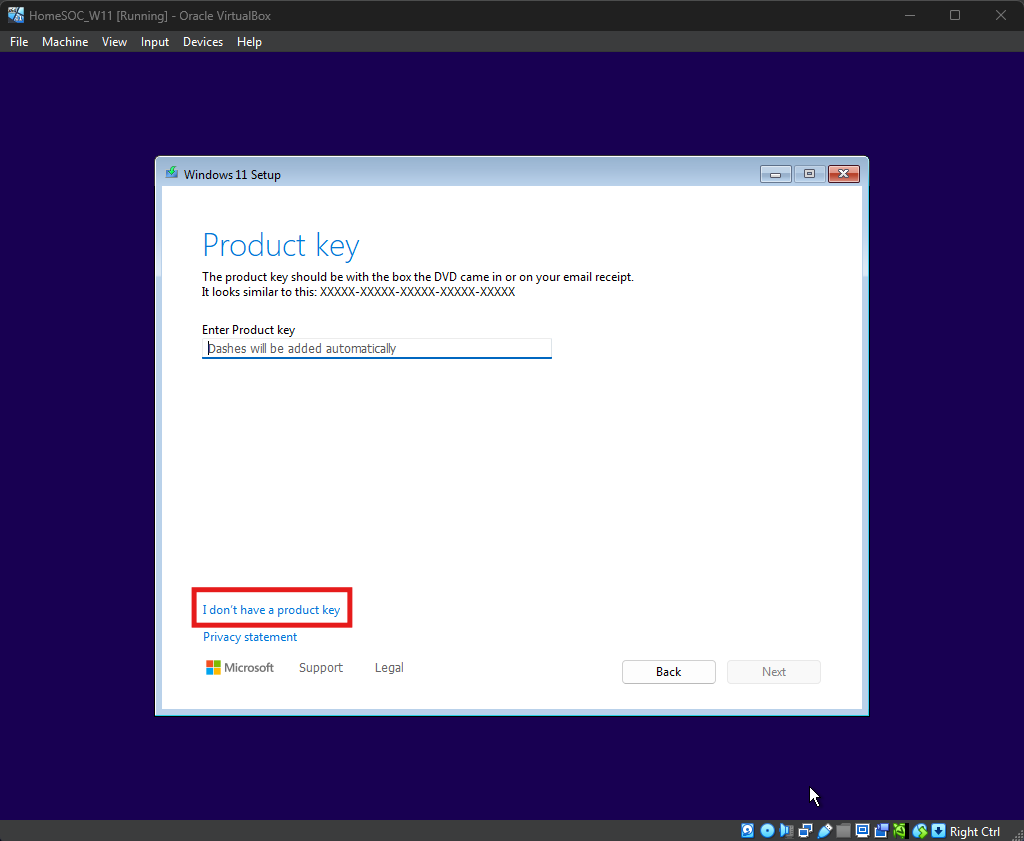 HomeSOC_W11 [Running] - Oracle VirtualBox
File Machine View Input Devices Help
Windows 11 Setup
Product key
The product key should be with the box the DVD came in or on your email receipt.
It looks similar to this: XXXXX-XXXXX-XXXXX-XXXXX-XXXXX
Enter Product key
Dashes will be added automatically
I don't have a product key
Privacy statement
Microsoft Support Legal
Back Next
Right Ctrl